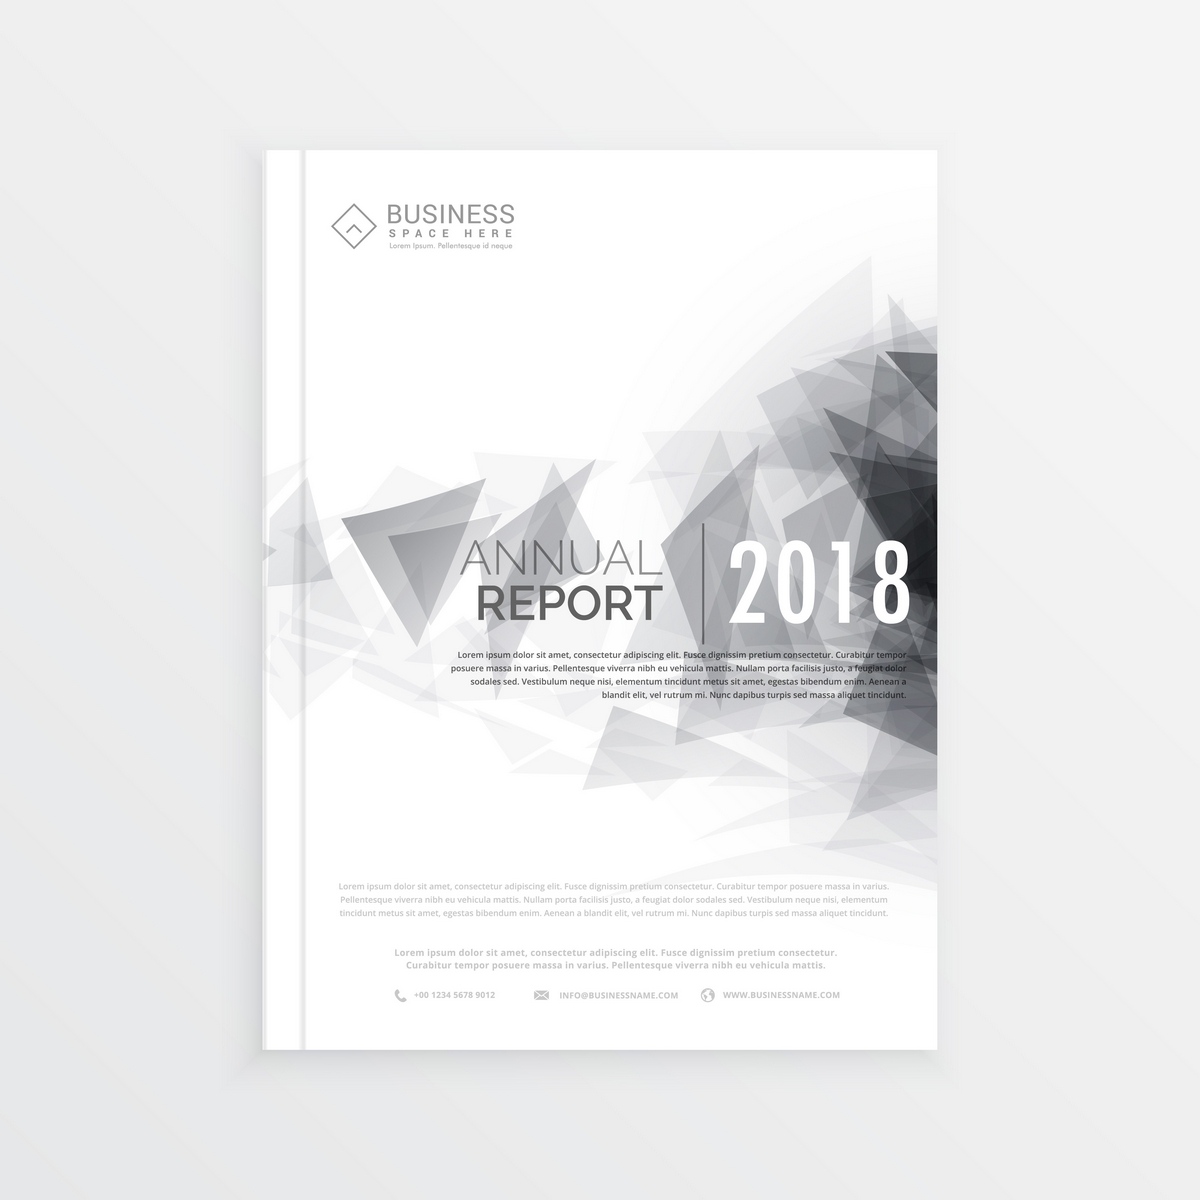 BUSINESS
SPACE HERE
Lorem Ipsum. Pellentesque id neque
ANNUAL
REPORT
2018
Lorem ipsum dolor sit amet, consectetur adipiscing elit. Fusce dignissim pretium consectetur. Curabitur tempor
posuere massa in varius. Pellentesque viverra nibh eu vehicula mattis. Nullam porta facilisis justo, a feugiat dolor
sodales sed. Vestibulum neque nisi, elementum tincidunt metus sit amet, egestas bibendum enim. Aenean a
blandit elit, vel rutrum mi. Nunc dapibus turpis sed massa aliquet tincidunt.
Lorem ipsum dolor sit amet, consectetur adipiscing elit. Fusce dignissim pretium consectetur. Curabitur tempor posuere massa in varius.
Pellentesque viverra nibh eu vehicula mattis. Nullam porta facilisis justo, a feugiat dolor sodales sed. Vestibulum neque nisi, elementum
tincidunt metus sit amet, egestas bibendum enim. Aenean a blandit elit, vel rutrum mi. Nunc dapibus turpis sed massa aliquet tincidunt.
Lorem ipsum dolor sit amet, consectetur adipiscing elit. Fusce dignissim pretium consectetur.
Curabitur tempor posuere massa in varius. Pellentesque viverra nibh eu vehicula mattis.
+00 1234 5678 9012 INFO@BUSINESSNAME.COM WWW.BUSINESSNAME.COM